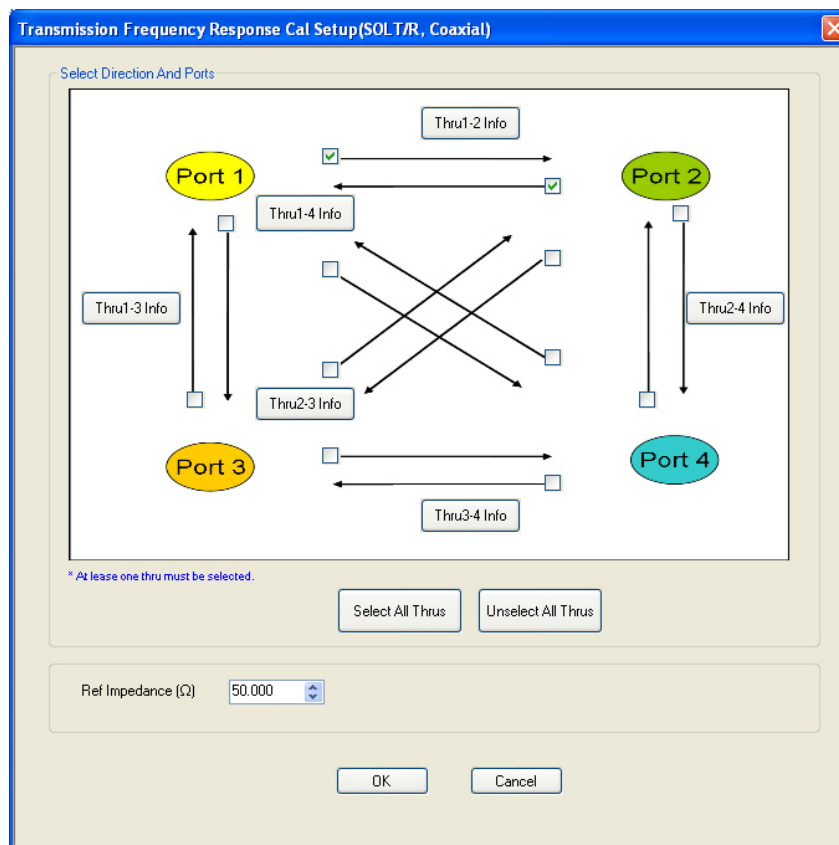 Transmission Frequency Response Cal Setup(SOLT/R, Coaxial)
Select Direction And Ports
Thru1-2 Info
Port 1
Port 2
Thru1-4 Info
Thru1-3 Info
Thru2-4 Info
Thru2-3 Info
Port 3
Port 4
Thru3-4 Info
* At lease one thru must be selected.
Select All Thrus
Unselect All Thrus
Ref Impedance (Ω)
50.000
OK
Cancel